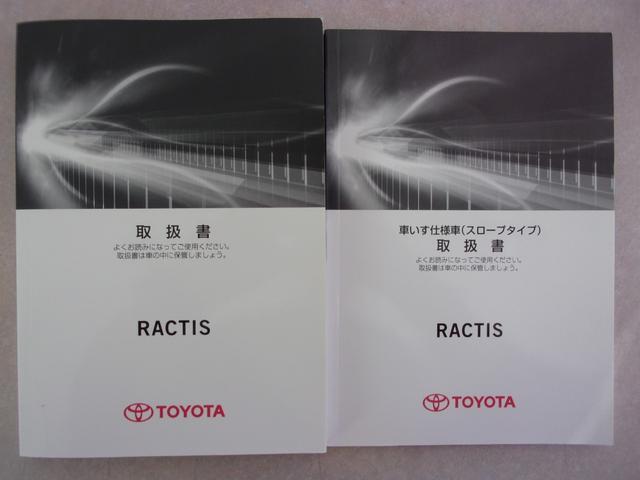 取扱書
よくお読みになってご使用ください。
取扱書は車の中に保管しましょう。
RACTIS
TOYOTA
車いす仕様車(スロープタイプ)
取扱書
よくお読みになってご使用ください。
取扱書は車の中に保管しましょう。
RACTIS
TOYOTA